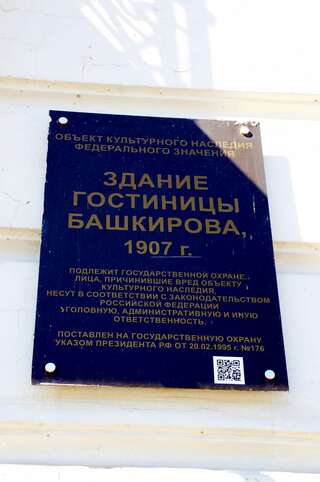 ОБЪЕКТ КУЛЬТУРНОГО НАСЛЕДИЯ
ФЕДЕРАЛЬНОГО ЗНАЧЕНИЯ
ЗДАНИЕ
ГОСТИНИЦЫ
БАШКИРОВА,
1907 г.
ПОДЛЕЖИТ ГОСУДАРСТВЕННОЙ ОХРАНЕ.
ЛИЦА, ПРИЧИНИВШИЕ ВРЕД ОБЪЕКТУ
КУЛЬТУРНОГО НАСЛЕДИЯ,
НЕСУТ В СООТВЕТСТВИИ С ЗАКОНОДАТЕЛЬСТВОМ
РОССИЙСКОЙ ФЕДЕРАЦИИ
УГОЛОВНУЮ, АДМИНИСТРАТИВНУЮ И ИНУЮ
ОТВЕТСТВЕННОСТЬ.
ПОСТАВЛЕН НА ГОСУДАРСТВЕННУЮ ОХРАНУ
УКАЗОМ ПРЕЗИДЕНТА РФ ОТ 20.02.1995 г. №176